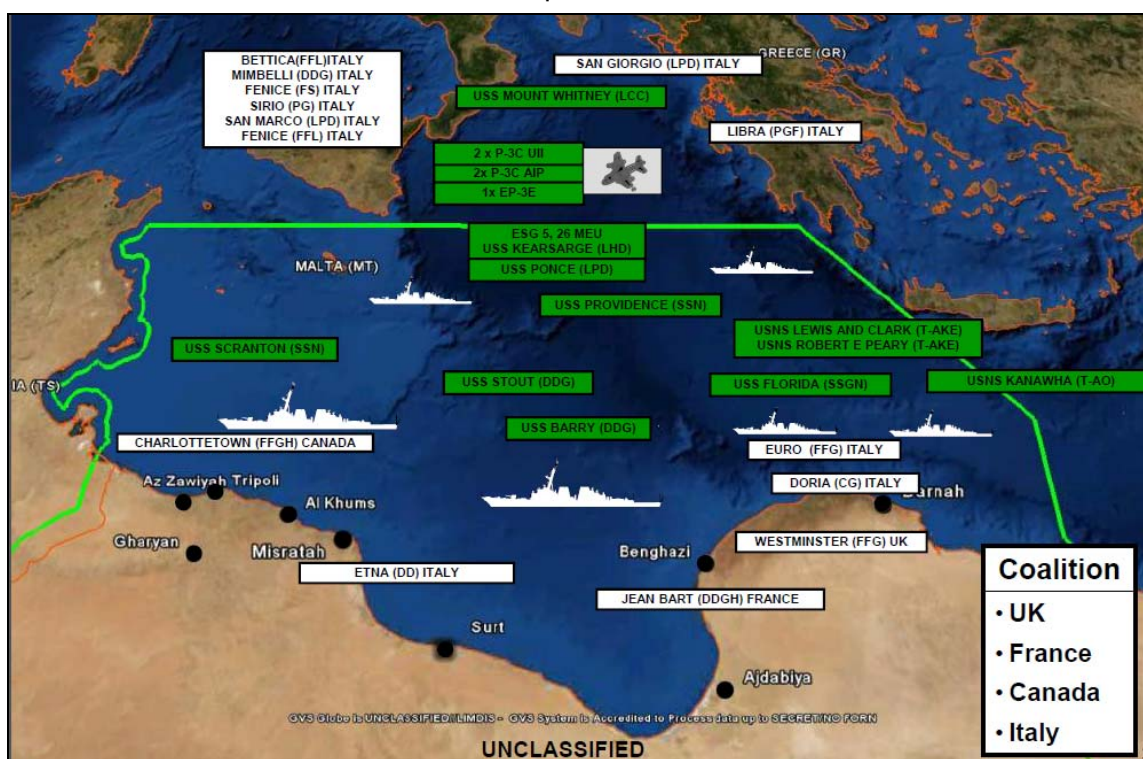 BETTICA(FFL)ITALY
MIMBELLI (DDG) ITALY
FENICE (FS) ITALY
SIRIO (PG) ITALY
SAN MARCO (LPD) ITALY
FENICE (FFL) ITALY
SAN GIORGIO (LPD) ITALY
GREECE (GR)
USS MOUNT WHITNEY (LCC)
LIBRA (PGF) ITALY
2 x P-3C UII
2x P-3C AIP
1x EP-3E
ESG 5, 26 MEU
USS KEARSARGE (LHD)
USS PONCE (LPD)
MALTA (MT)
USS PROVIDENCE (SSN)
USNS LEWIS AND CLARK (T-AKE)
USNS ROBERT E PEARY (T-AKE)
USS SCRANTON (SSN)
IA (TS)
USS STOUT (DDG)
USS FLORIDA (SSGN)
USNS KANAWHA (T-AO)
USS BARRY (DDG)
CHARLOTTETOWN (FFGH) CANADA
EURO (FFG) ITALY
Az Zawiyah Tripoli
DORIA (CG) ITALY
Darnah
Al Khums
Gharyan
Misratah
WESTMINSTER (FFG) UK
Benghazi
ETNA (DD) ITALY
JEAN BART (DDGH) FRANCE
Surt
Ajdabiya
Coalition
• UK
• France
• Canada
• Italy
GVS Globe is UNCLASSIFIED//LIMDIS - GVS System is Accredited to Process data up to SECRET/NO FORN
UNCLASSIFIED